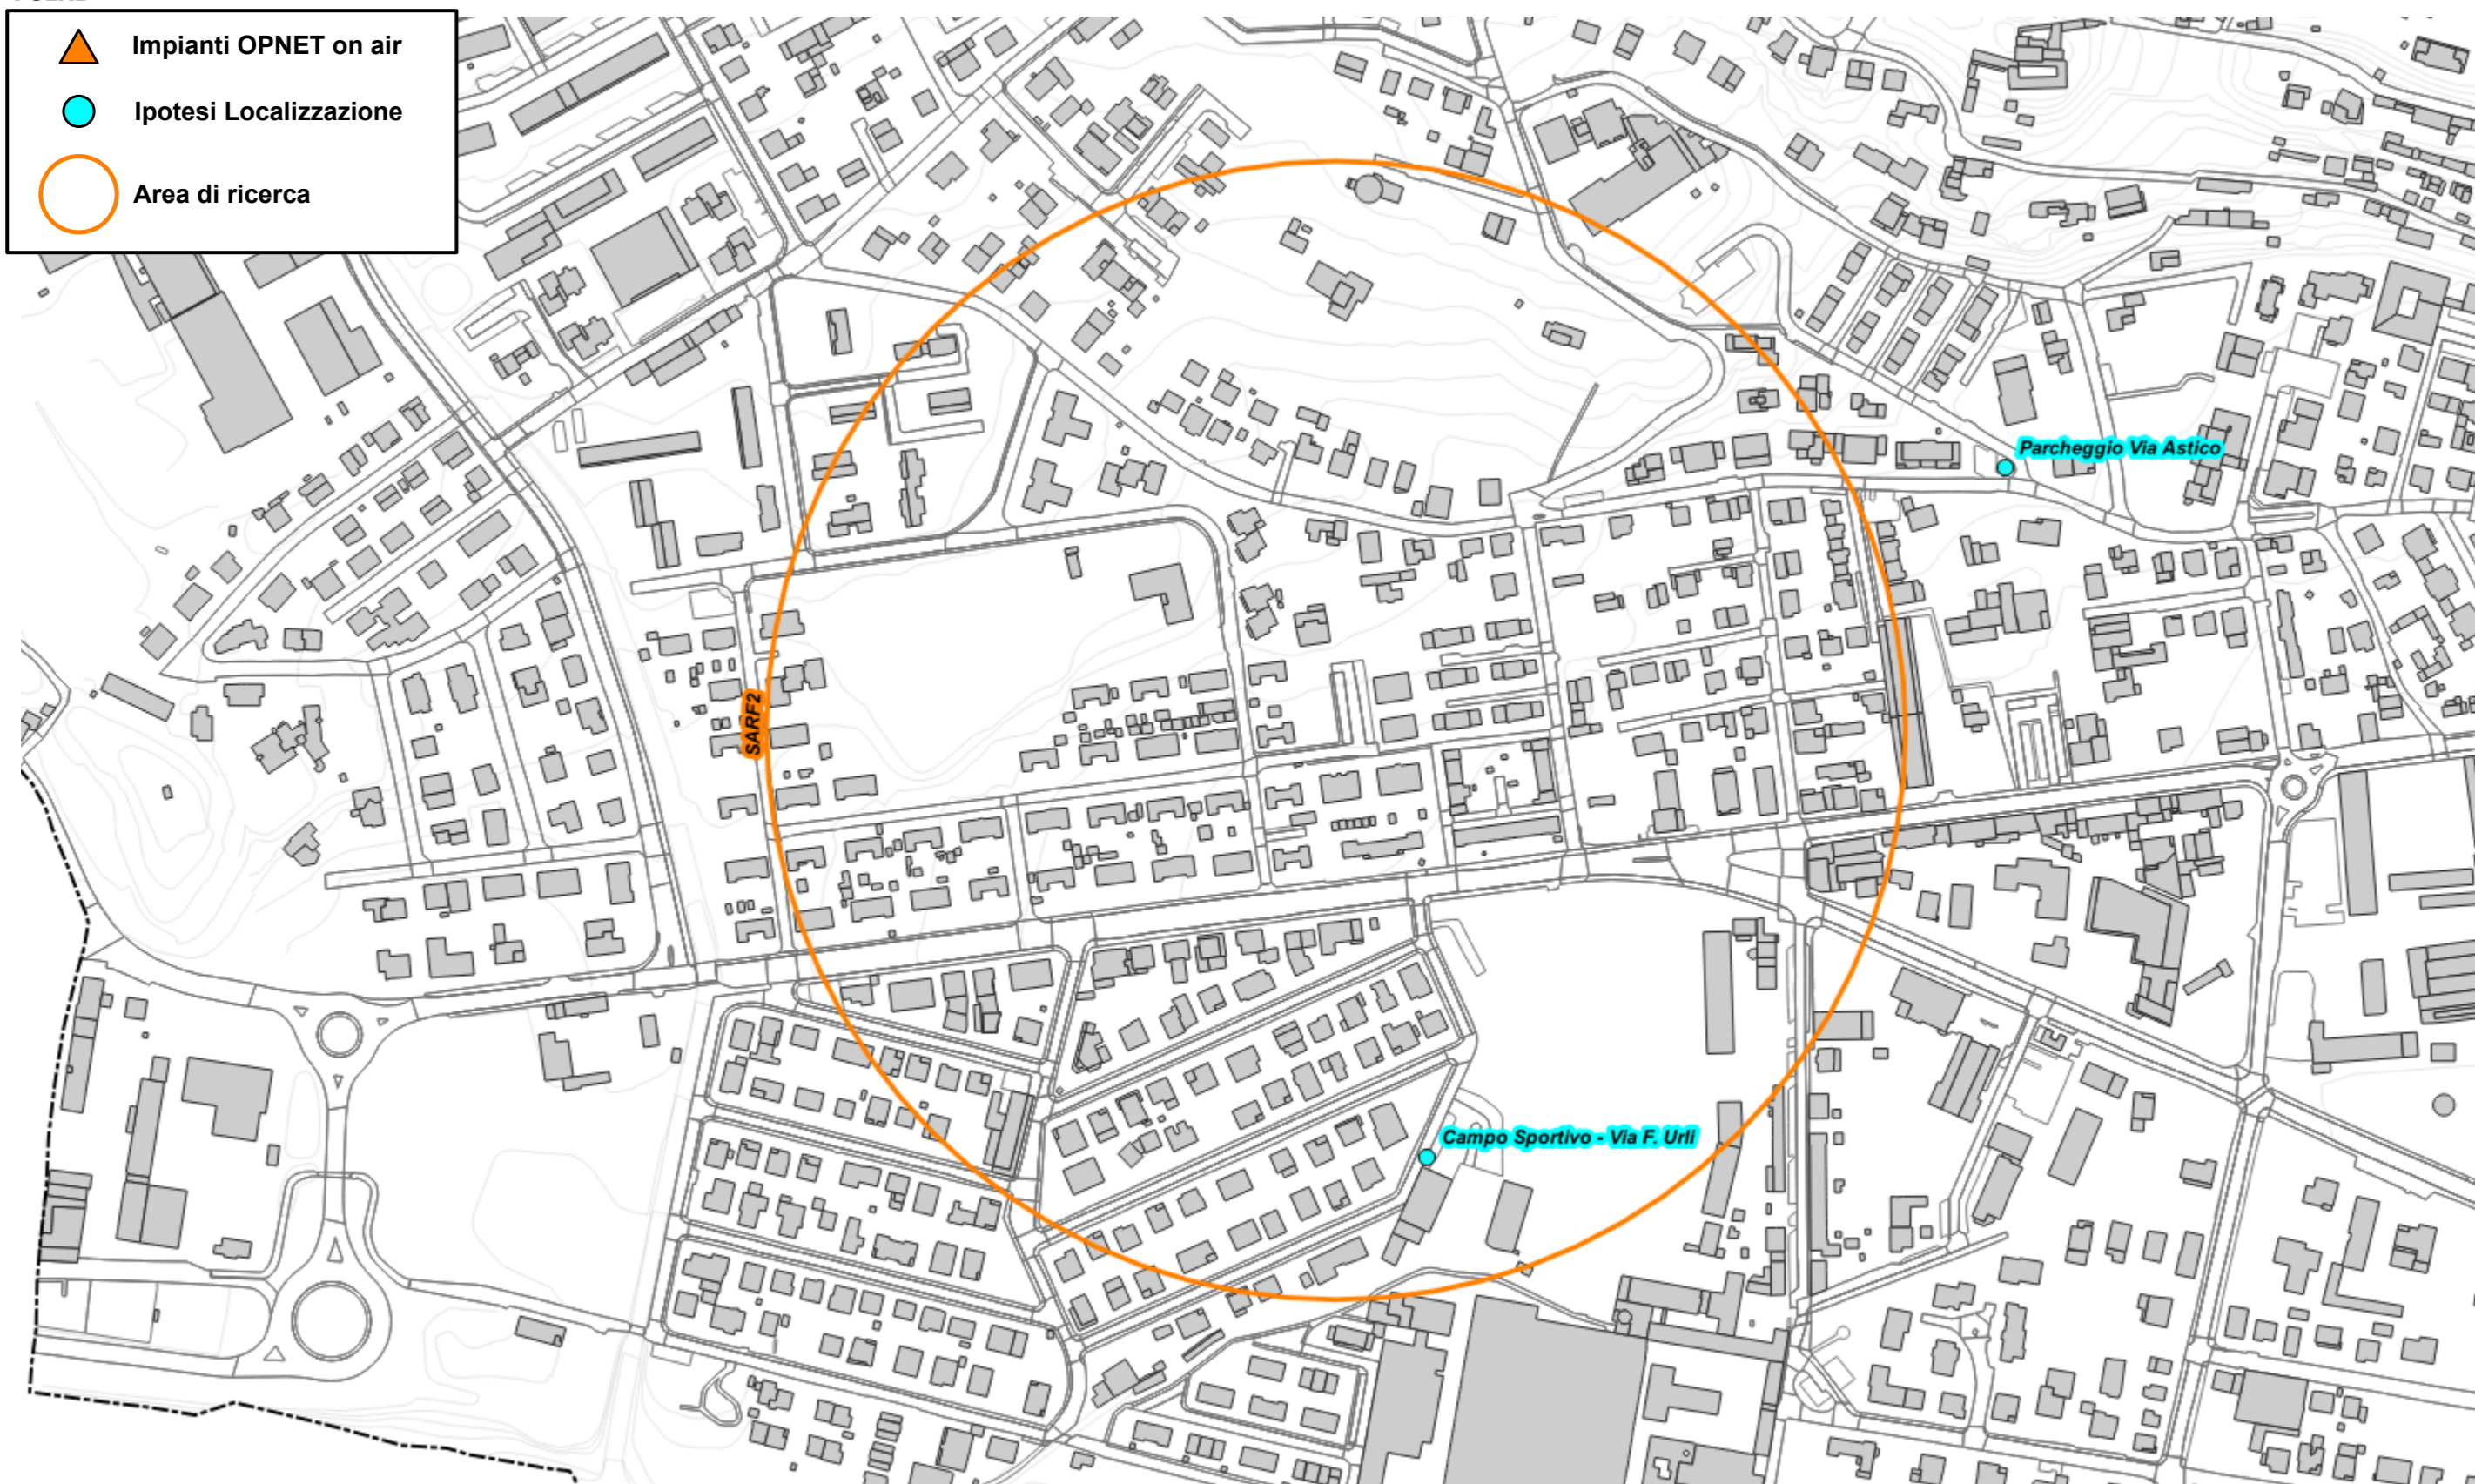 Impianti OPNET on air
Ipotesi Localizzazione
Area di ricerca
Parcheggio Via Astico
SARF2
Campo Sportivo - Via F. Urli